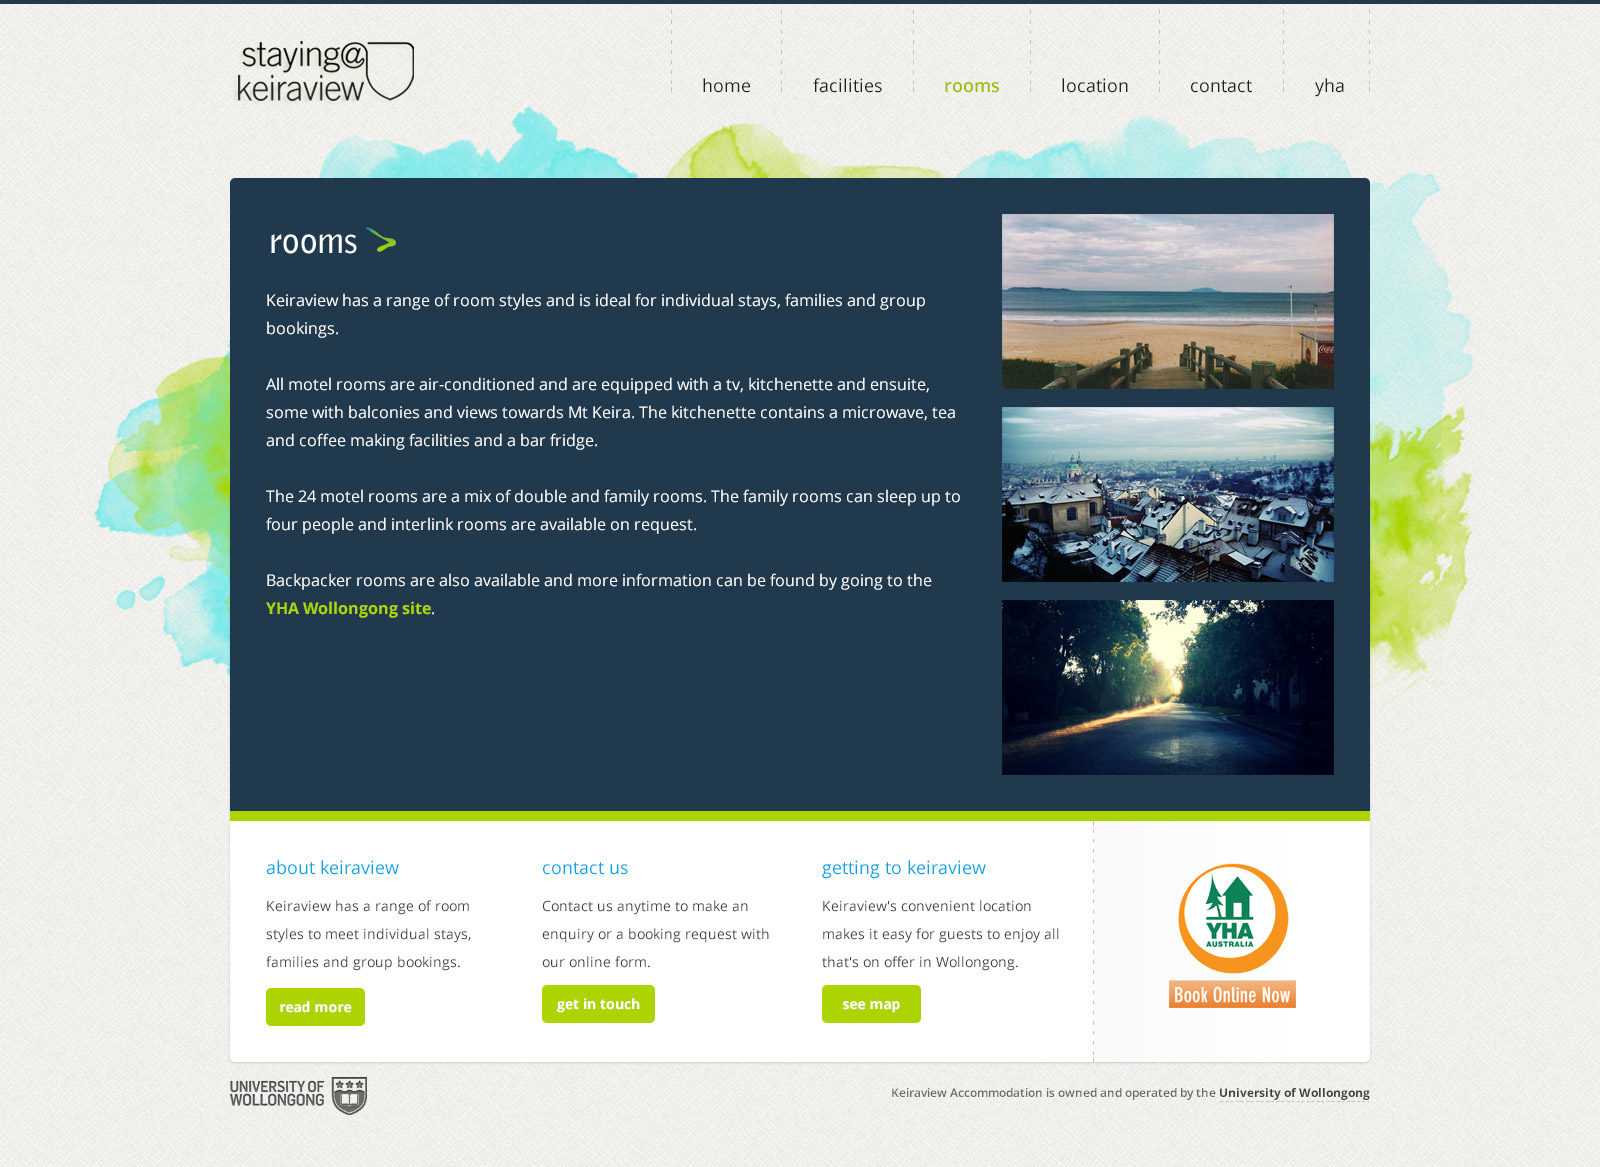 staying@
keiraview
home
facilities
rooms
location
contact
yha
rooms
Keiraview has a range of room styles and is ideal for individual stays, families and group
bookings.
All motel rooms are air-conditioned and are equipped with a tv, kitchenette and ensuite,
some with balconies and views towards Mt Keira. The kitchenette contains a microwave, tea
and coffee making facilities and a bar fridge.
The 24 motel rooms are a mix of double and family rooms. The family rooms can sleep up to
four people and interlink rooms are available on request.
Backpacker rooms are also available and more information can be found by going to the
YHA Wollongong site.
about keiraview
Keiraview has a range of room
styles to meet individual stays,
families and group bookings.
read more
contact us
Contact us anytime to make an
enquiry or a booking request with
our online form.
get in touch
getting to keiraview
Keiraview's convenient location
makes it easy for guests to enjoy all
that's on offer in Wollongong.
see map
YHA
AUSTRALIA
Book Online Now
UNIVERSITY OF
WOLLONGONG
Keiraview Accommodation is owned and operated by the University of Wollongong